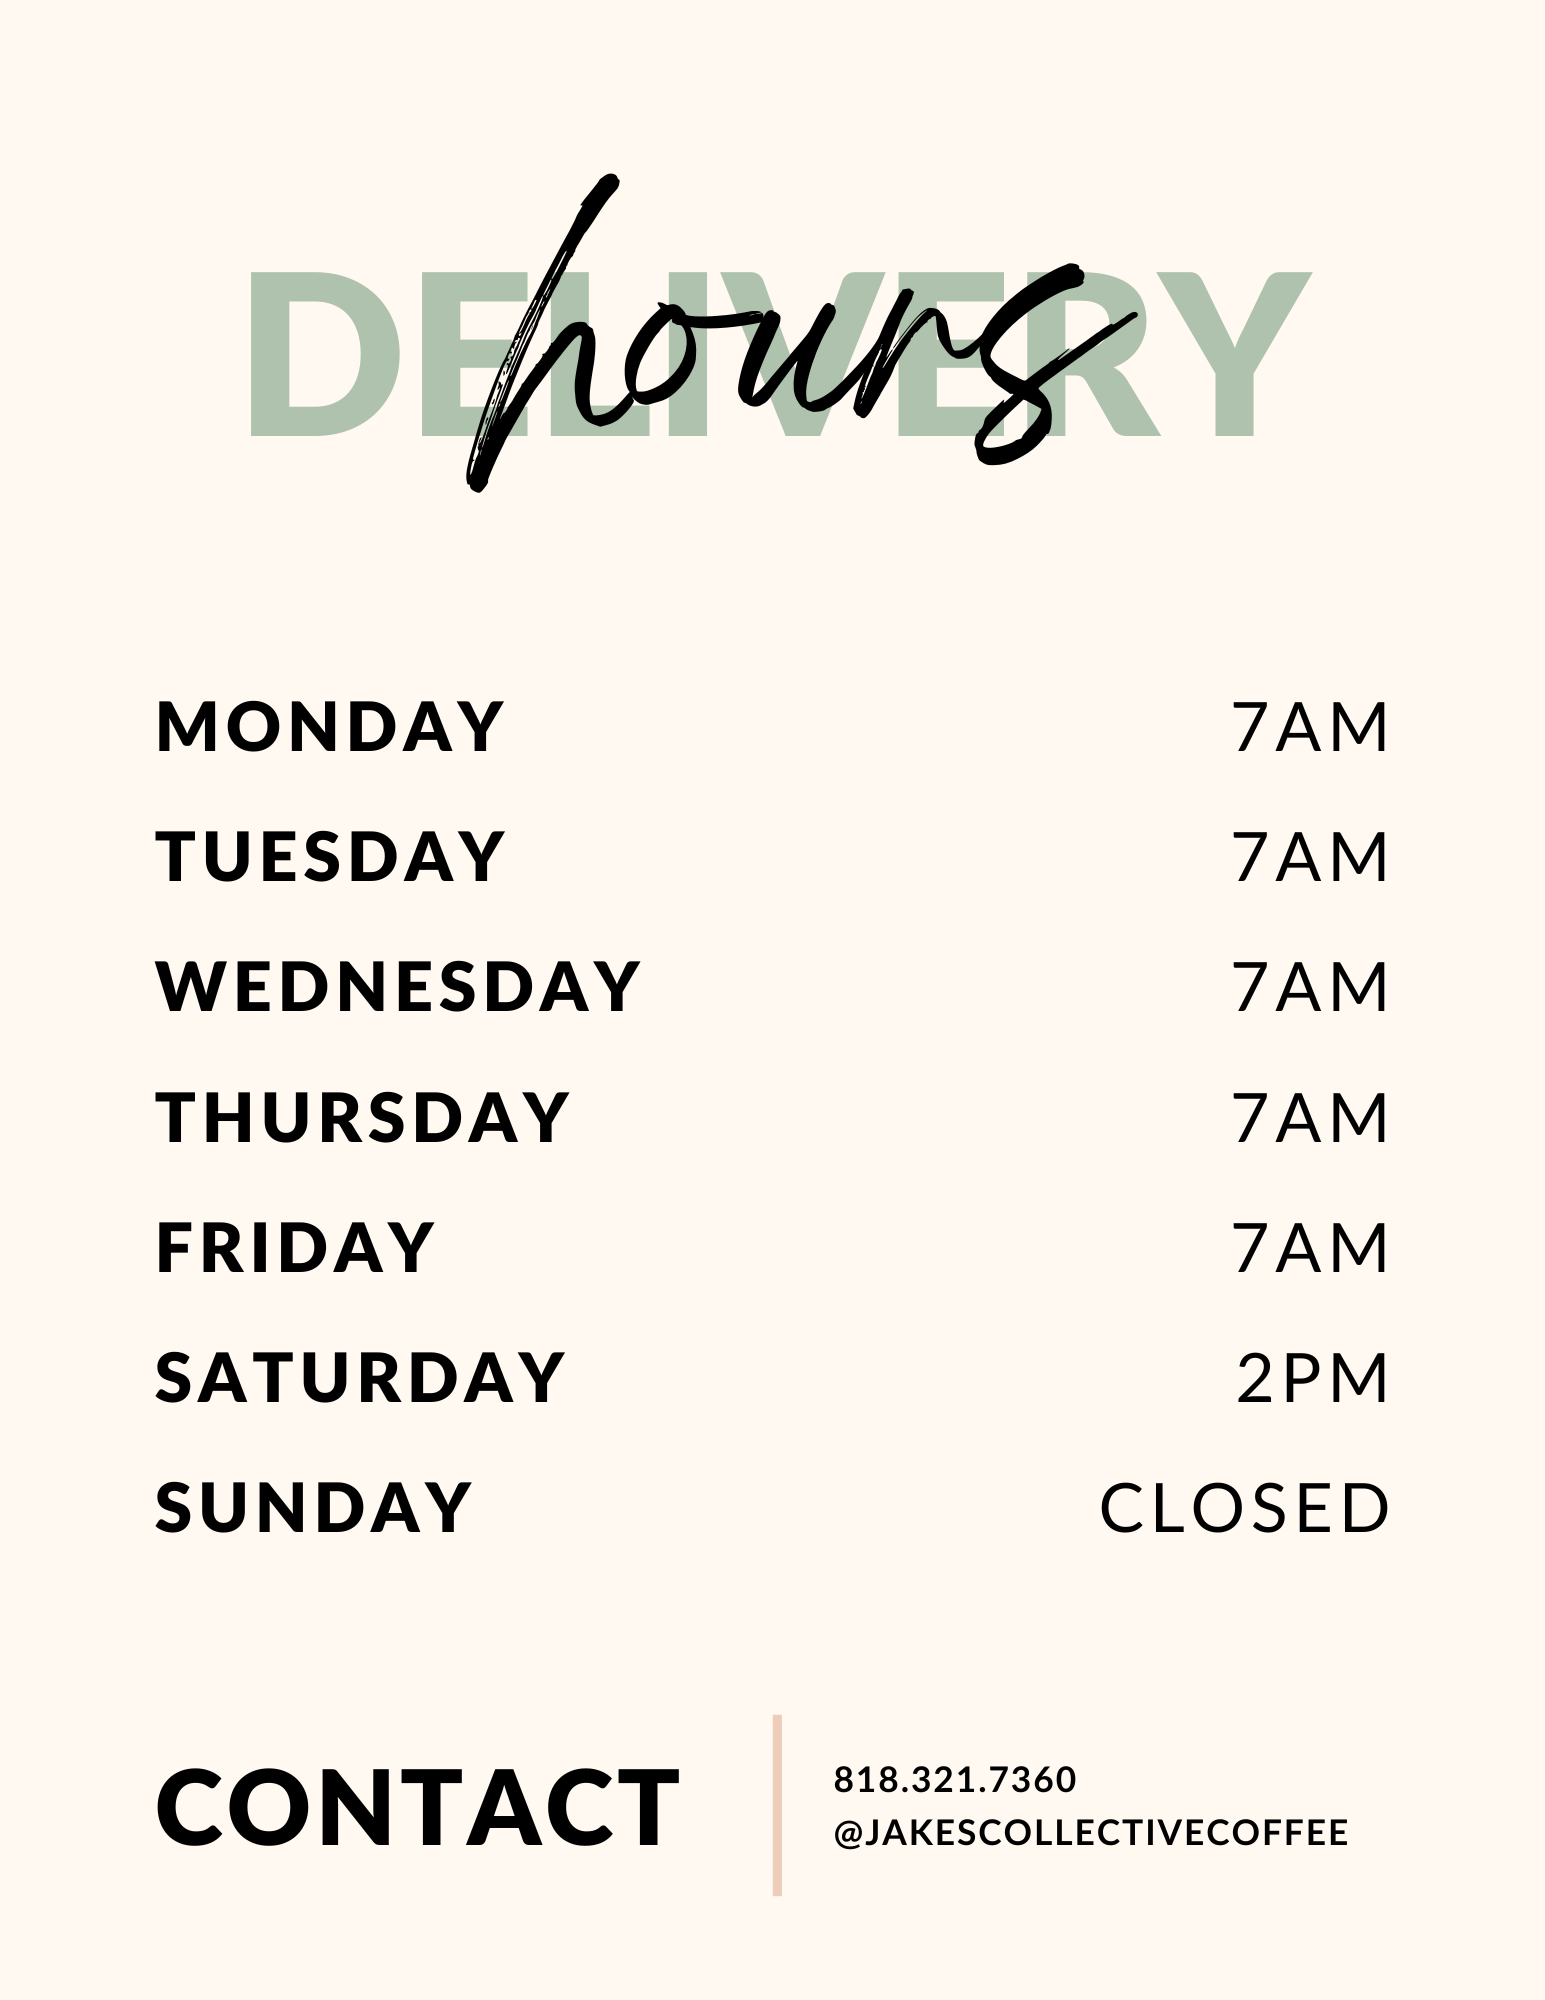 DELIVERY
hours
MONDAY 7AM
TUESDAY 7AM
WEDNESDAY 7AM
THURSDAY 7AM
FRIDAY 7AM
SATURDAY 2PM
SUNDAY CLOSED
CONTACT
818.321.7360
@JAKESCOLLECTIVECOFFEE